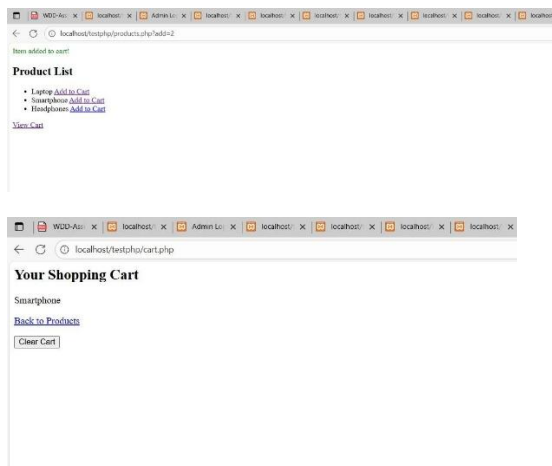 WDD-Ass localhost/ Admin Lo localhost/ localhost/ localhost/ localhost/ localhost/ localhost/ localhost/ localhost
localhost/testphp/products.php?add=2
Item added to cart!
Product List
Laptop Add to Cart
Smartphone Add to Cart
Headphones Add to Cart
View Cart
WDD-Ass localhost/ Admin Lo localhost/ localhost/ localhost/ localhost/
localhost/testphp/cart.php
Your Shopping Cart
Smartphone
Back to Products
Clear Cart